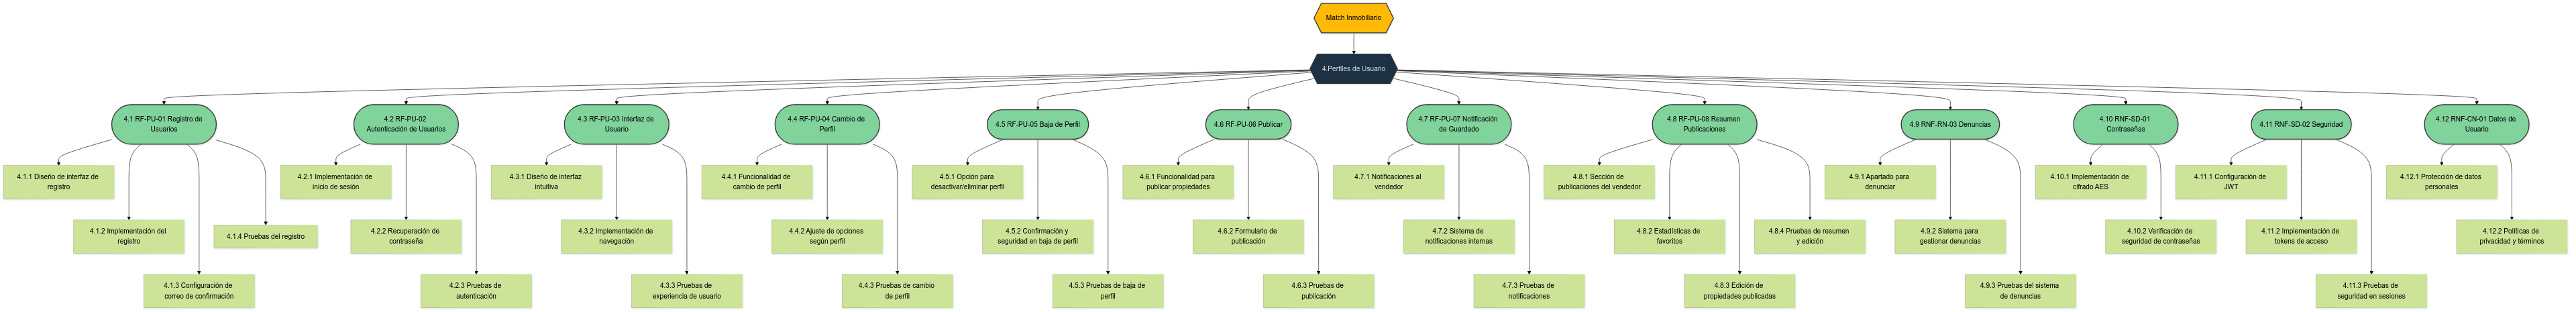 Match Inmobiliario
4.Perfiles de Usuario
4.1 RF-PU-01 Registro de
Usuarios
4.2 RF-PU-02
Autenticación de Usuarios
4.3 RF-PU-03 Interfaz de
Usuario
4.4 RF-PU-04 Cambio de
Perfil
4.5 RF-PU-05 Baja de Perfil
4.6 RF-PU-06 Publicar
4.7 RF-PU-07 Notificación
de Guardado
4.8 RF-PU-08 Resumen
Publicaciones
4.9 RNF-RN-03 Denuncias
4.10 RNF-SD-01
Contraseñas
4.11 RNF-SD-02 Seguridad
4.12 RNF-CN-01 Datos de
Usuario
4.1.1 Diseño de interfaz de
registro
4.2.1 Implementación de
inicio de sesión
4.3.1 Diseño de interfaz
intuitiva
4.4.1 Funcionalidad de
cambio de perfil
4.5.1 Opción para
desactivar/eliminar perfil
4.6.1 Funcionalidad para
publicar propiedades
4.7.1 Notificaciones al
vendedor
4.8.1 Sección de
publicaciones del vendedor
4.9.1 Apartado para
denunciar
4.10.1 Implementación de
cifrado AES
4.11.1 Configuración de
JWT
4.12.1 Protección de datos
personales
4.1.2 Implementación del
registro
4.1.4 Pruebas del registro
4.2.2 Recuperación de
contraseña
4.3.2 Implementación de
navegación
4.4.2 Ajuste de opciones
según perfil
4.5.2 Confirmación y
seguridad en baja de perfil
4.6.2 Formulario de
publicación
4.7.2 Sistema de
notificaciones internas
4.8.2 Estadísticas de
favoritos
4.8.4 Pruebas de resumen
y edición
4.9.2 Sistema para
gestionar denuncias
4.10.2 Verificación de
seguridad de contraseñas
4.11.2 Implementación de
tokens de acceso
4.12.2 Políticas de
privacidad y términos
4.1.3 Configuración de
correo de confirmación
4.2.3 Pruebas de
autenticación
4.3.3 Pruebas de
experiencia de usuario
4.4.3 Pruebas de cambio
de perfil
4.5.3 Pruebas de baja de
perfil
4.6.3 Pruebas de
publicación
4.7.3 Pruebas de
notificaciones
4.8.3 Edición de
propiedades publicadas
4.9.3 Pruebas del sistema
de denuncias
4.11.3 Pruebas de
seguridad en sesiones